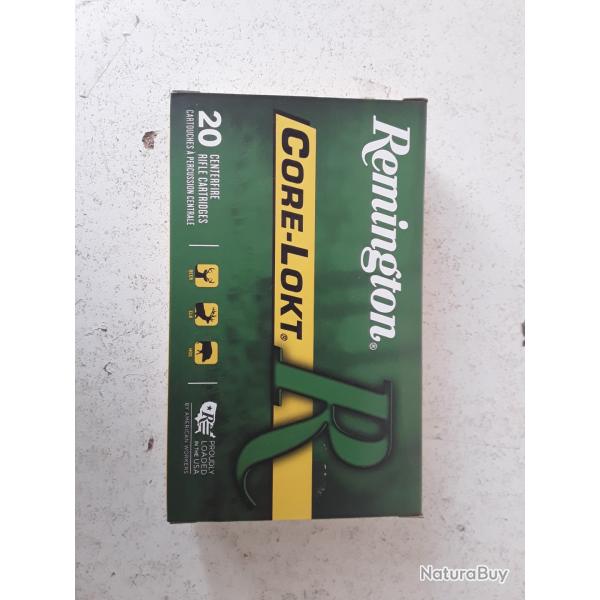 Remington®
CORE-LOKT®
R
20
CENTERFIRE
RIFLE CARTRIDGES
CARTOUCHES À PERCUSSION CENTRALE
DEER
ELK
HOG
PROUDLY
LOADED
IN THE USA
BY AMERICAN WORKERS
NaturaBuy